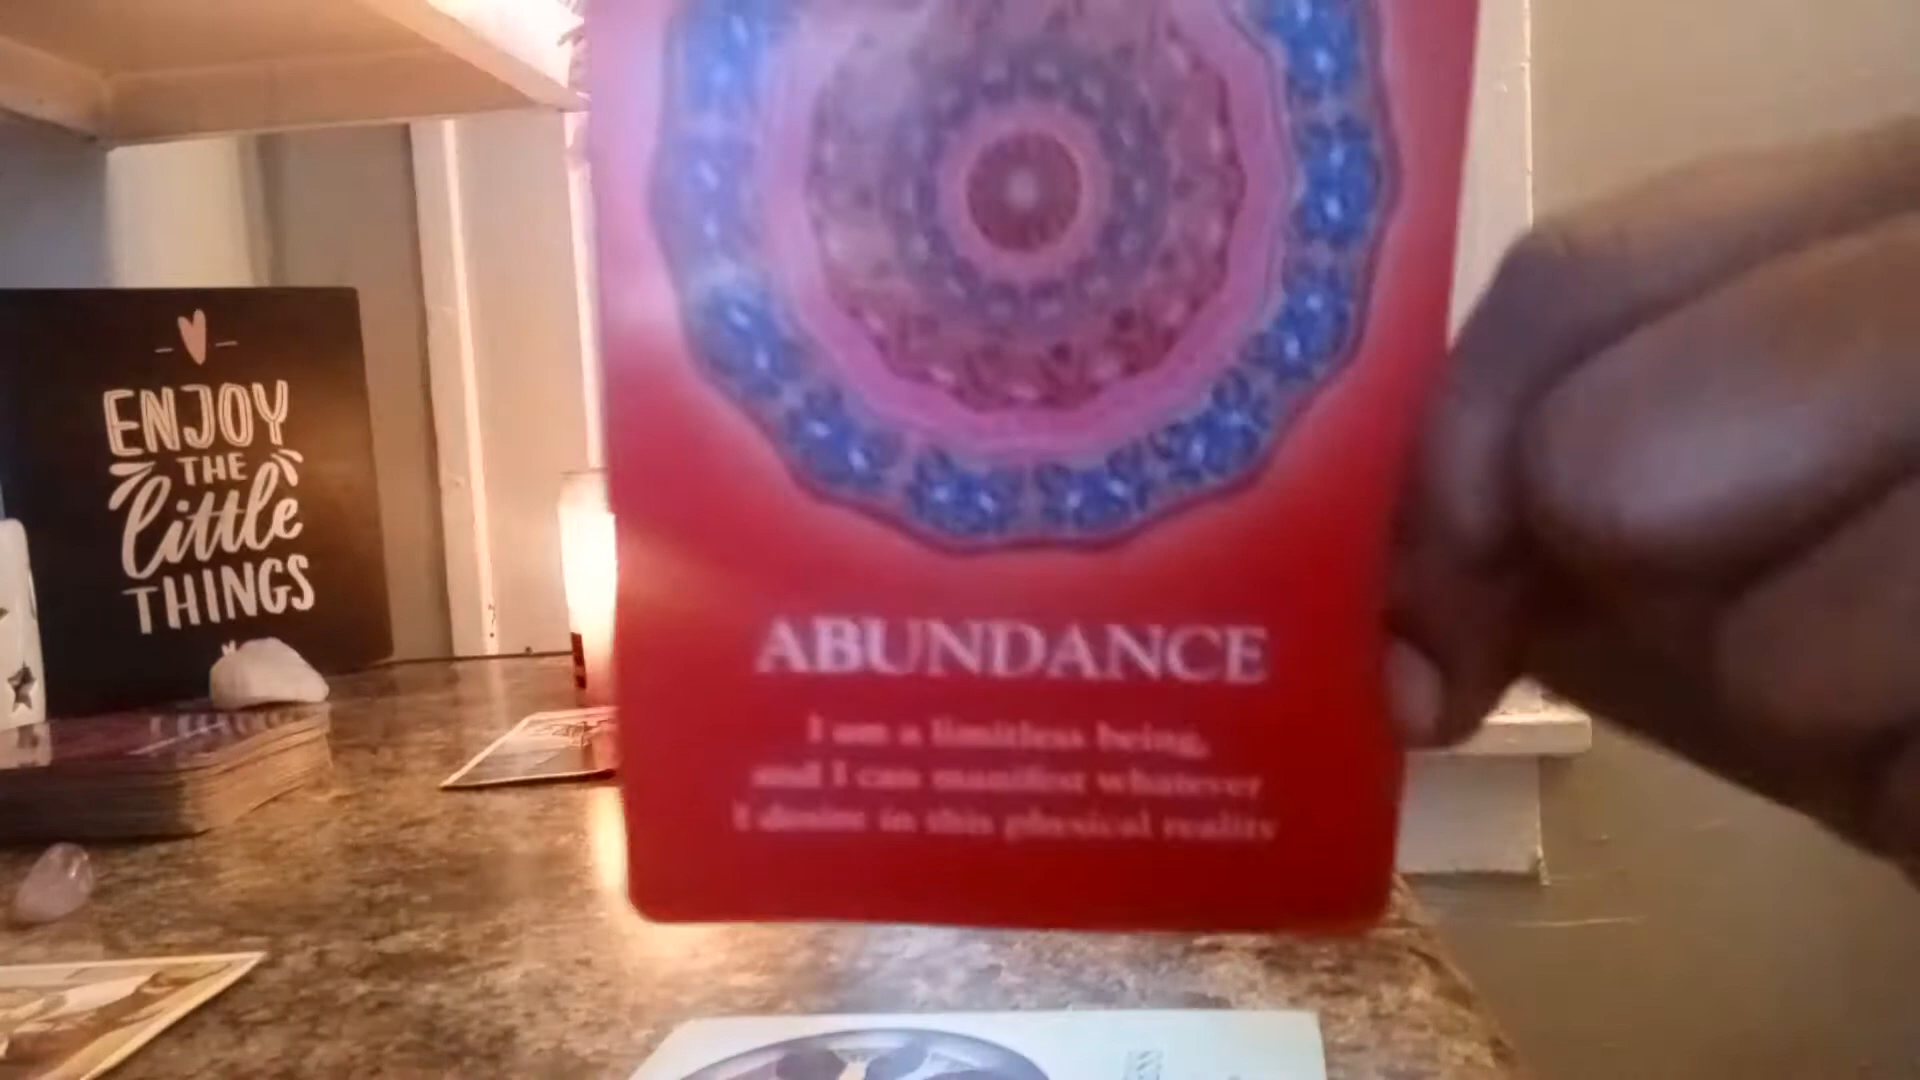 ENJOY
THE
little
THINGS
ABUNDANCE
I am a limitless being,
and I can manifest whatever
I desire in this physical reality